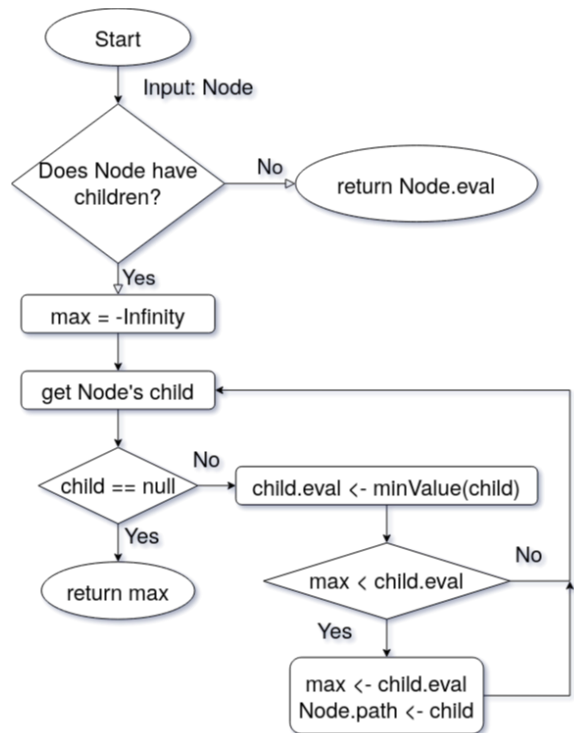 Start
Input: Node
Does Node have
children?
No
return Node.eval
Yes
max = -Infinity
get Node's child
child == null
No
child.eval <- minValue(child)
Yes
return max
max < child.eval
No
Yes
max <- child.eval
Node.path <- child